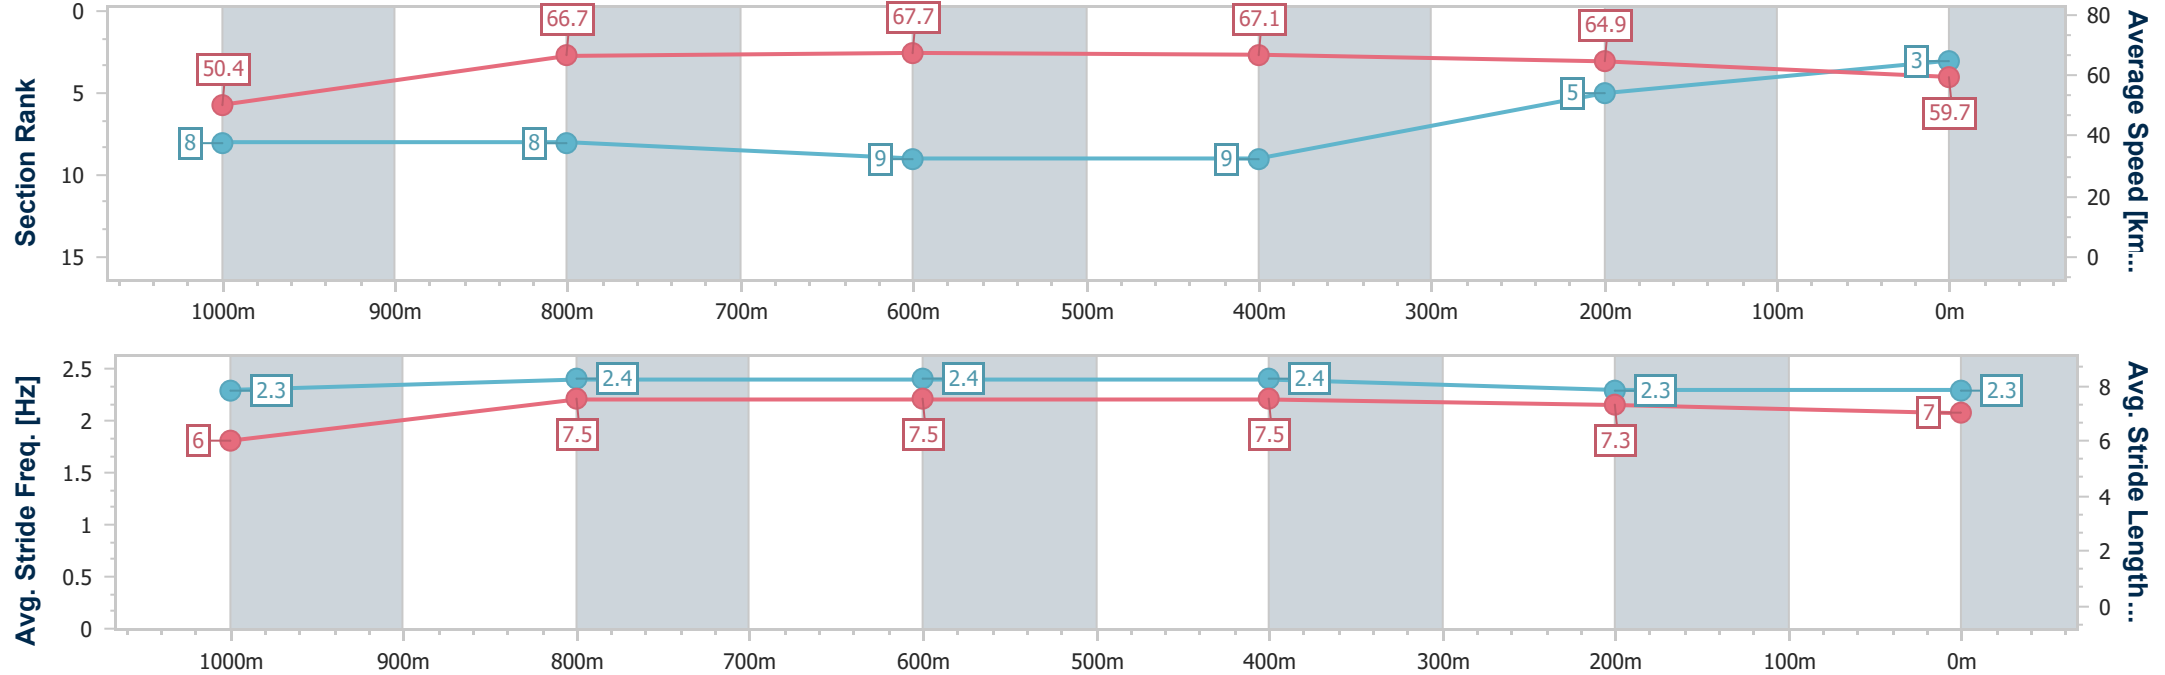 Section Rank
0
5
10
15
50.4
66.7
67.7
67.1
64.9
59.7
8
8
9
9
5
3
80
60
40
20
0
Average Speed [km...
1000m
900m
800m
700m
600m
500m
400m
300m
200m
100m
0m
Avg. Stride Freq. [Hz]
2.5
2
1.5
1
0.5
0
2.3
2.4
2.4
2.4
2.3
2.3
6
7.5
7.5
7.5
7.3
7
8
6
4
2
0
Avg. Stride Length...
1000m
900m
800m
700m
600m
500m
400m
300m
200m
100m
0m